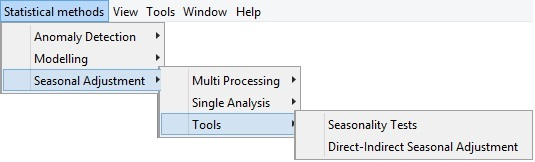 Statistical methods View Tools Window Help
Anomaly Detection
Modelling
Seasonal Adjustment
Multi Processing
Single Analysis
Tools
Seasonality Tests
Direct-Indirect Seasonal Adjustment